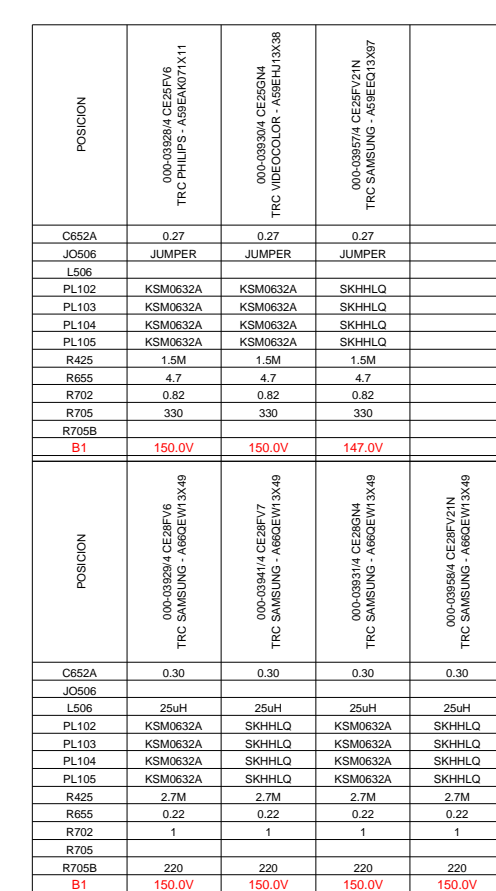 POSICION
000-03928/4 CE25FV6
TRC PHILIPS - A59EAK071X11
000-03930/4 CE25GN4
TRC VIDEOCOLOR - A59EHJ13X38
000-03957/4 CE25FV21N
TRC SAMSUNG - A59EEQ13X97
C652A 0.27 0.27 0.27
JO506 JUMPER JUMPER JUMPER
L506
PL102 KSM0632A KSM0632A SKHHLQ
PL103 KSM0632A KSM0632A SKHHLQ
PL104 KSM0632A KSM0632A SKHHLQ
PL105 KSM0632A KSM0632A SKHHLQ
R425 1.5M 1.5M 1.5M
R655 4.7 4.7 4.7
R702 0.82 0.82 0.82
R705 330 330 330
R705B
B1 150.0V 150.0V 147.0V
POSICION
000-03929/4 CE28FV6
TRC SAMSUNG - A66QEW13X49
000-03941/4 CE28FV7
TRC SAMSUNG - A66QEW13X49
000-03931/4 CE28GN4
TRC SAMSUNG - A66QEW13X49
000-03958/4 CE28FV21N
TRC SAMSUNG - A66QEW13X49
C652A 0.30 0.30 0.30 0.30
JO506
L506 25uH 25uH 25uH 25uH
PL102 KSM0632A SKHHLQ KSM0632A SKHHLQ
PL103 KSM0632A SKHHLQ KSM0632A SKHHLQ
PL104 KSM0632A SKHHLQ KSM0632A SKHHLQ
PL105 KSM0632A SKHHLQ KSM0632A SKHHLQ
R425 2.7M 2.7M 2.7M 2.7M
R655 0.22 0.22 0.22 0.22
R702 1 1 1 1
R705
R705B 220 220 220 220
B1 150.0V 150.0V 150.0V 150.0V